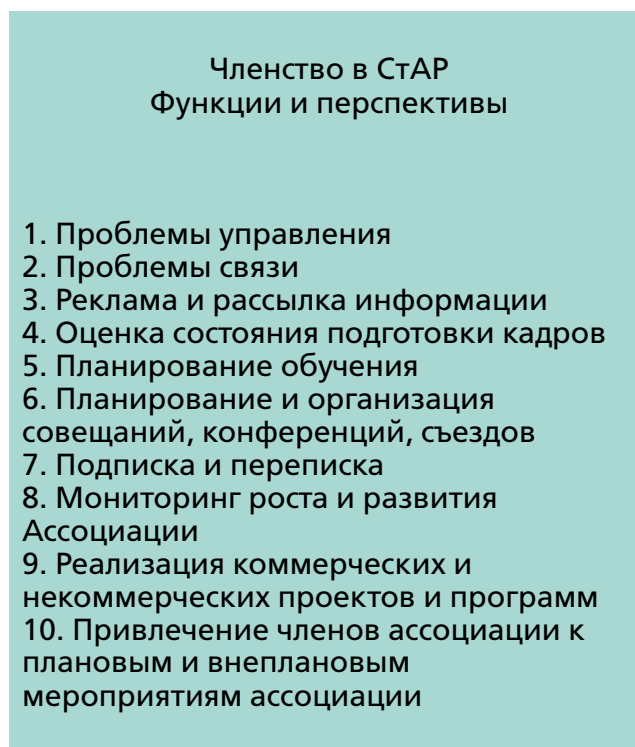 Членство в СтАР
Функции и перспективы
1. Проблемы управления
2. Проблемы связи
3. Реклама и рассылка информации
4. Оценка состояния подготовки кадров
5. Планирование обучения
6. Планирование и организация
совещаний, конференций, съездов
7. Подписка и переписка
8. Мониторинг роста и развития
Ассоциации
9. Реализация коммерческих и
некоммерческих проектов и программ
10. Привлечение членов ассоциации к
плановым и внеплановым
мероприятиям ассоциации